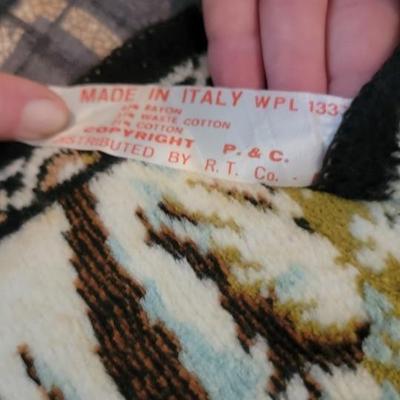 MADE IN ITALY WPL 133
% RAYON
% WASTE COTTON
% COTTON
COPYRIGHT P. & C.
DISTRIBUTED BY R. T. Co.